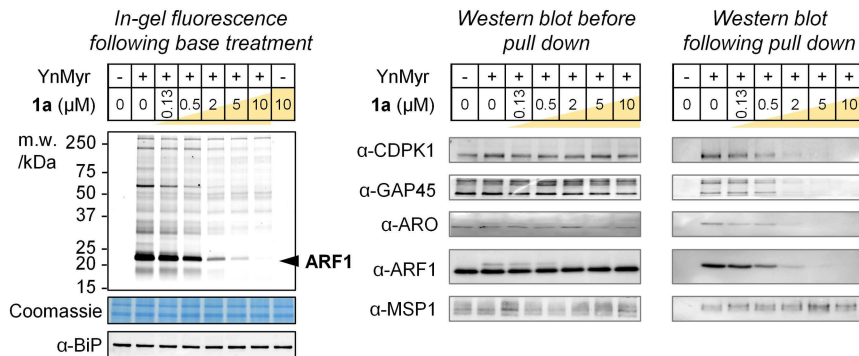 In-gel fluorescence
following base treatment
YnMyr - + + + + + + -
1a (µM) 0 0 0.13 0.5 2 5 10 10
m.w.
/kDa
250
75
50
37
25
20
15
ARF1
Coomassie
α-BiP
Western blot before
pull down
YnMyr - + + + + + +
1a (µM) 0 0 0.13 0.5 2 5 10
α-CDPK1
α-GAP45
α-ARO
α-ARF1
α-MSP1
Western blot
following pull down
- + + + + + +
0 0 0.13 0.5 2 5 10